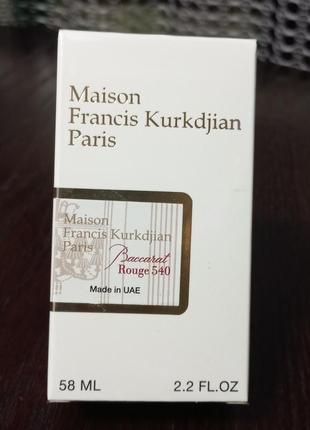 Maison
Francis Kurkdjian
Paris
Maison
Francis Kurkdjian
Paris
Baccarat
Rouge 540
Made in UAE
58 ML 2.2 FL.OZ